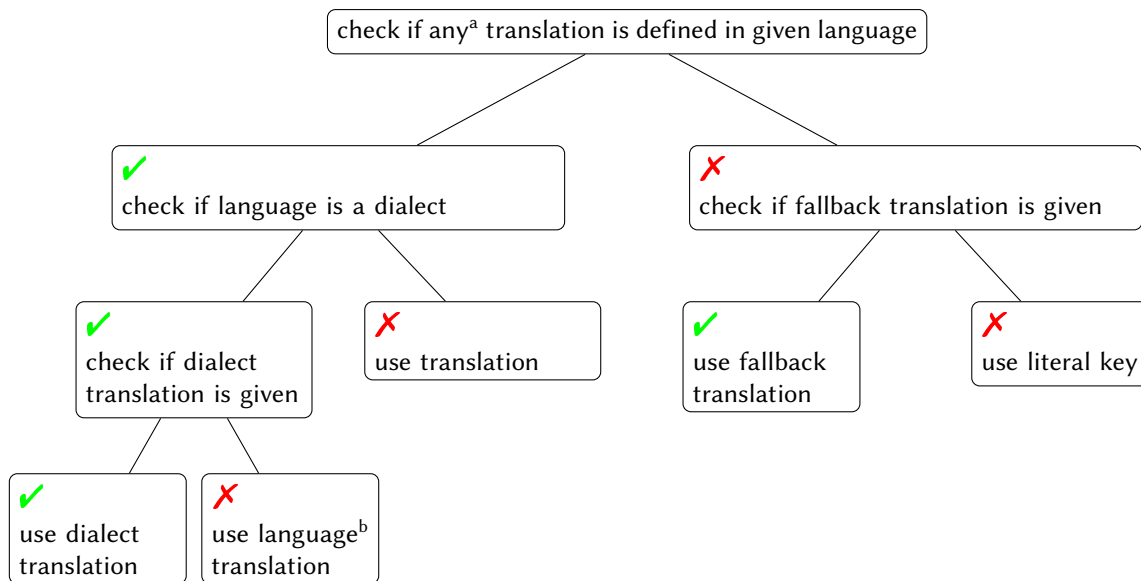 check if anyᵃ translation is defined in given language
✔
check if language is a dialect
✘
check if fallback translation is given
✔
check if dialect
translation is given
✘
use translation
✔
use fallback
translation
✘
use literal key
✔
use dialect
translation
✘
use languageᵇ
translation